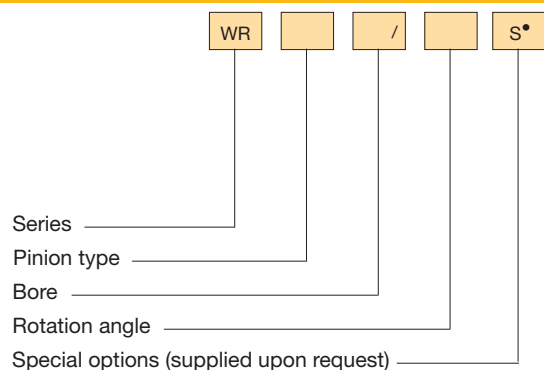 WR / S•
Series
Pinion type
Bore
Rotation angle
Special options (supplied upon request)